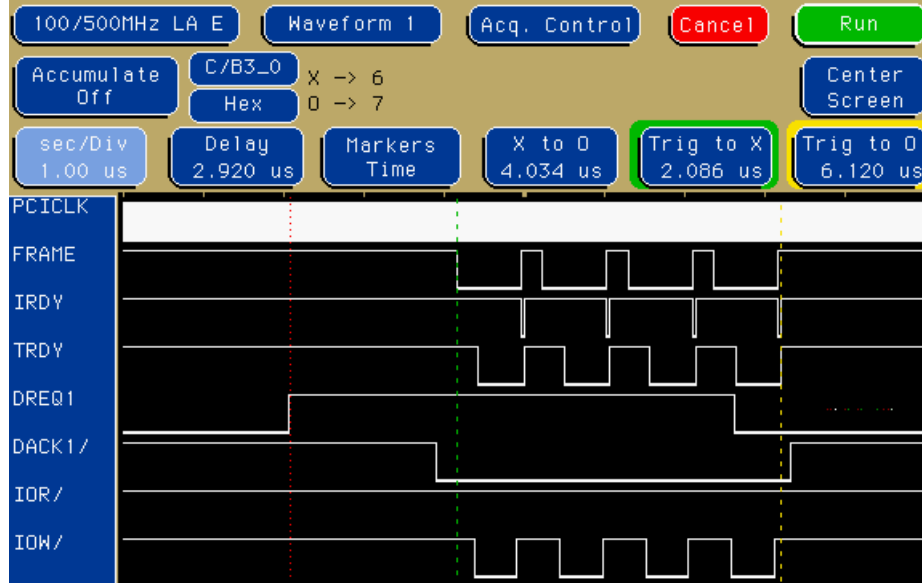 100/500MHz LA E Waveform 1 Acq. Control Cancel Run
Accumulate Off C/B3_0 X -> 6 Center Screen
Hex O -> 7
sec/Div Delay Markers X to O Trig to X Trig to O
1.00 us 2.920 us Time 4.034 us 2.086 us 6.120 us
PCICLK
FRAME
IRDY
TRDY
DREQ1
DACK1/
IOR/
IOW/